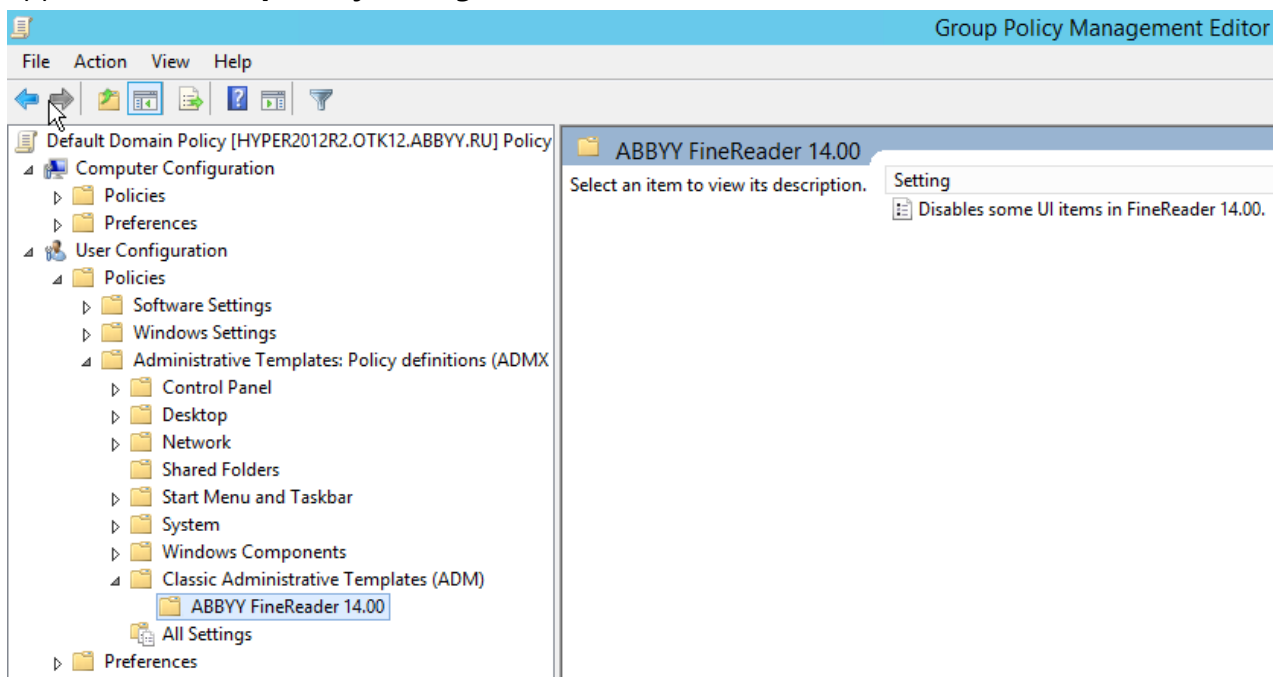 Group Policy Management Editor
File Action View Help
Default Domain Policy [HYPER2012R2.OTK12.ABBYY.RU] Policy
Computer Configuration
Policies
Preferences
User Configuration
Policies
Software Settings
Windows Settings
Administrative Templates: Policy definitions (ADMX
Control Panel
Desktop
Network
Shared Folders
Start Menu and Taskbar
System
Windows Components
Classic Administrative Templates (ADM)
ABBYY FineReader 14.00
All Settings
Preferences
ABBYY FineReader 14.00
Select an item to view its description.
Setting
Disables some UI items in FineReader 14.00.